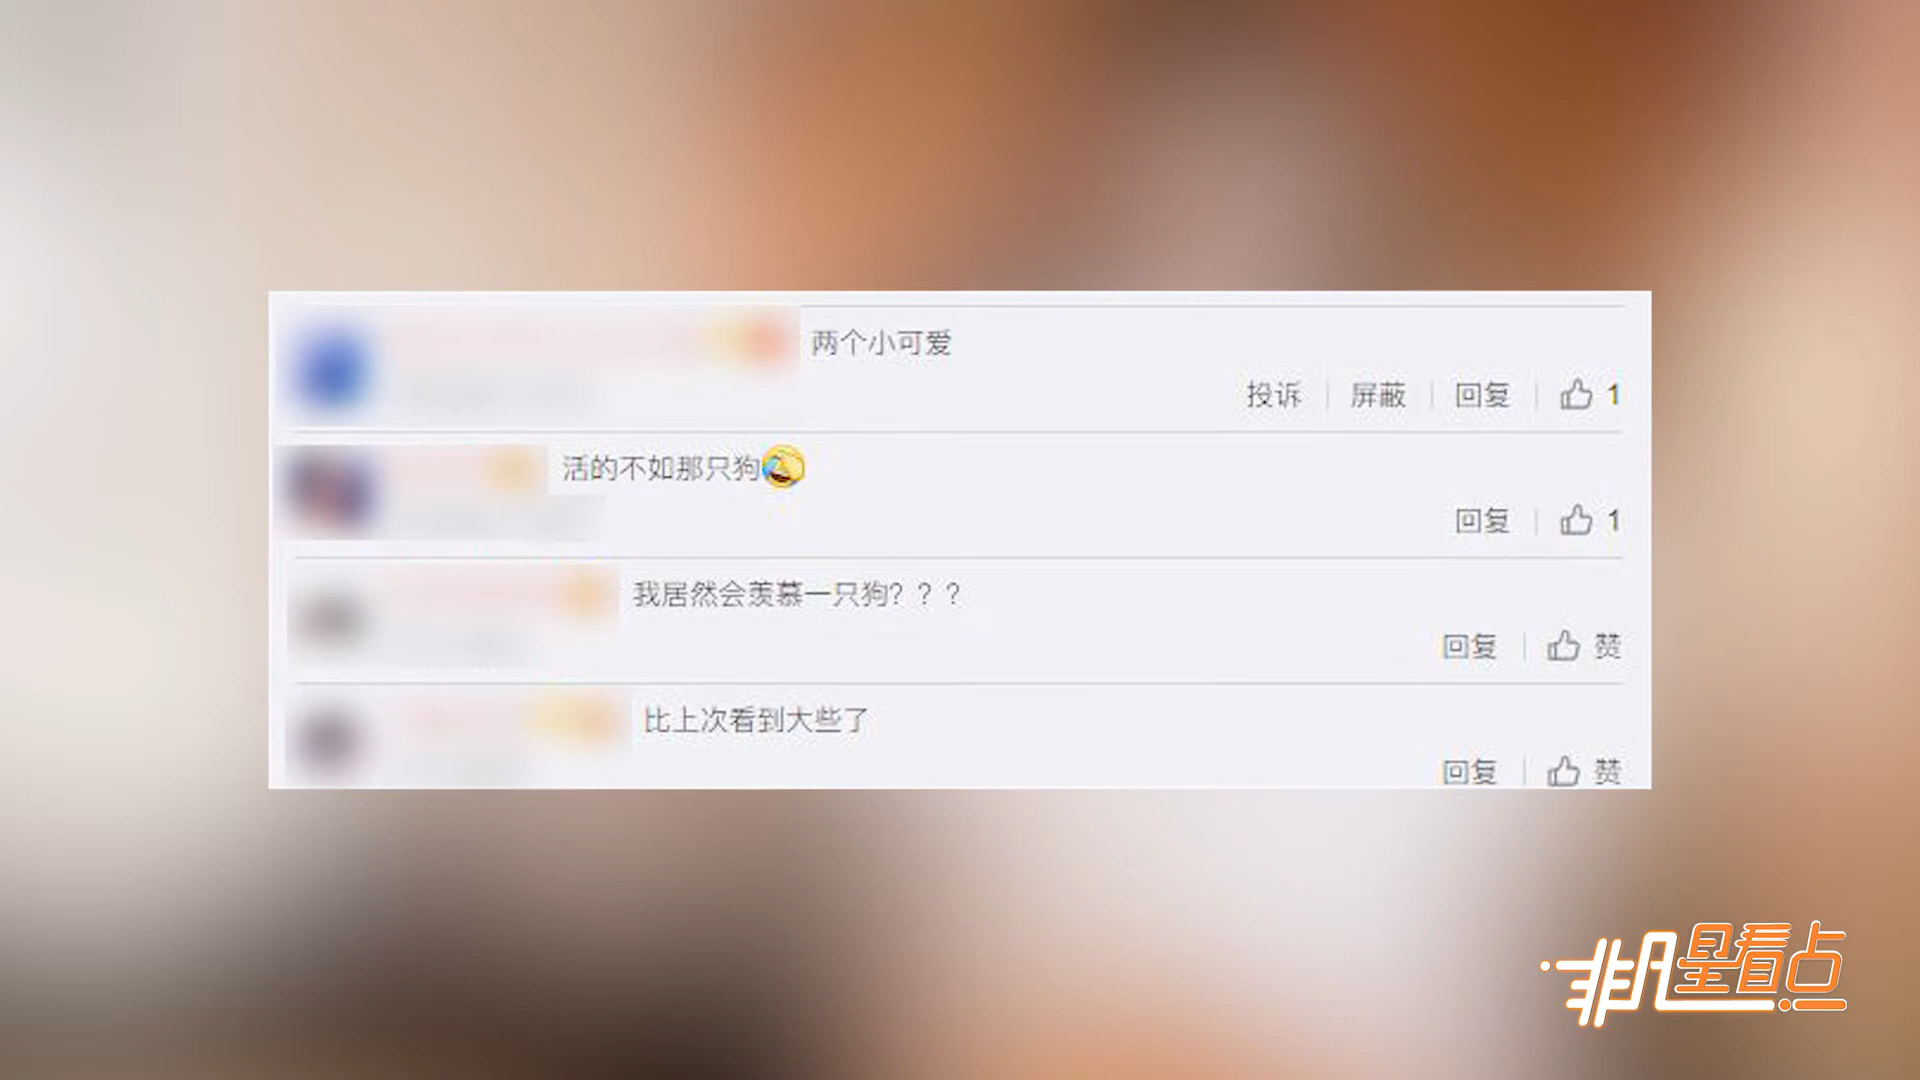 两个小可爱
投诉 屏蔽 回复 1
活的不如那只狗
回复 1
我居然会羡慕一只狗？？？
回复 赞
比上次看到大些了
回复 赞
非凡星看点